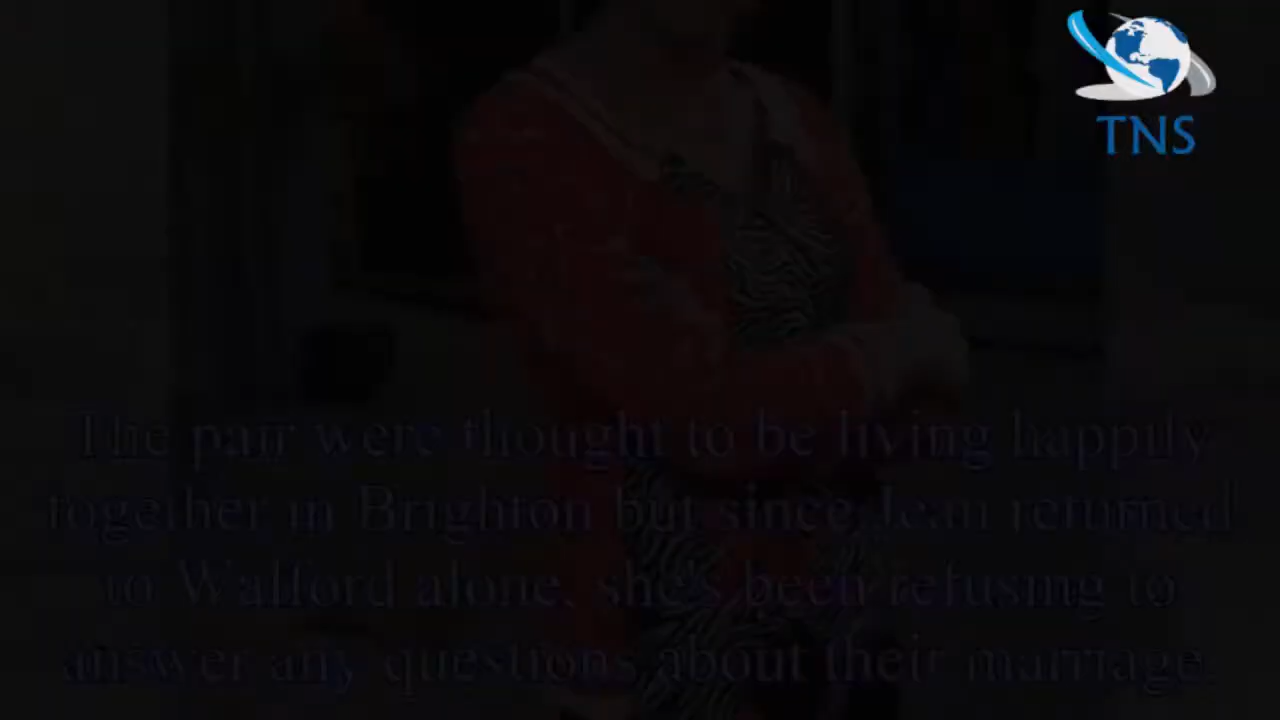 TNS
The pair were thought to be living happily
together in Brighton but since Jean returned
to Walford alone, she's been refusing to
answer any questions about their marriage.